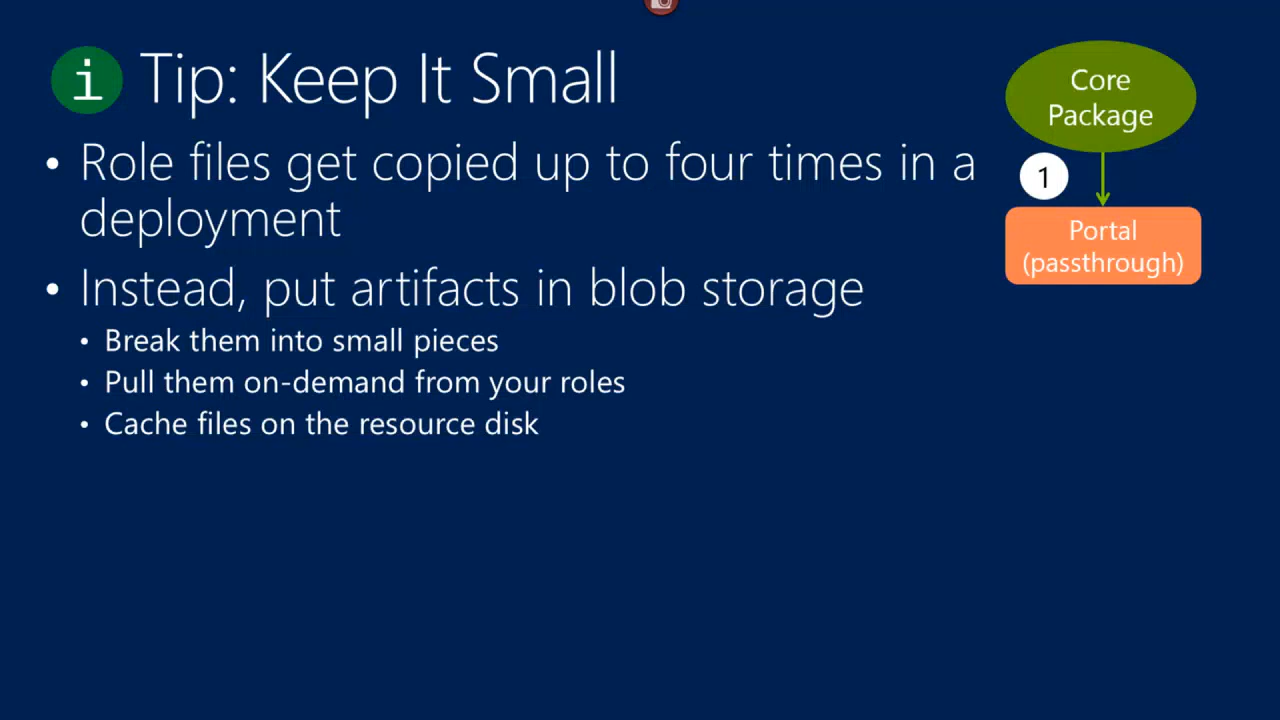 i Tip: Keep It Small
• Role files get copied up to four times in a
deployment
• Instead, put artifacts in blob storage
• Break them into small pieces
• Pull them on-demand from your roles
• Cache files on the resource disk
Core
Package
1
Portal
(passthrough)